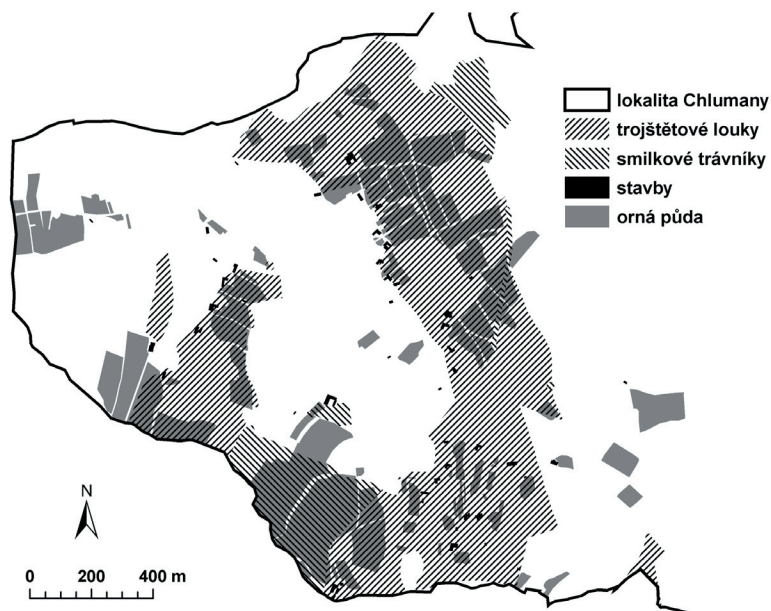 lokalita Chlumany
trojštětové louky
smilkové trávníky
stavby
orná půda
N
0 200 400 m